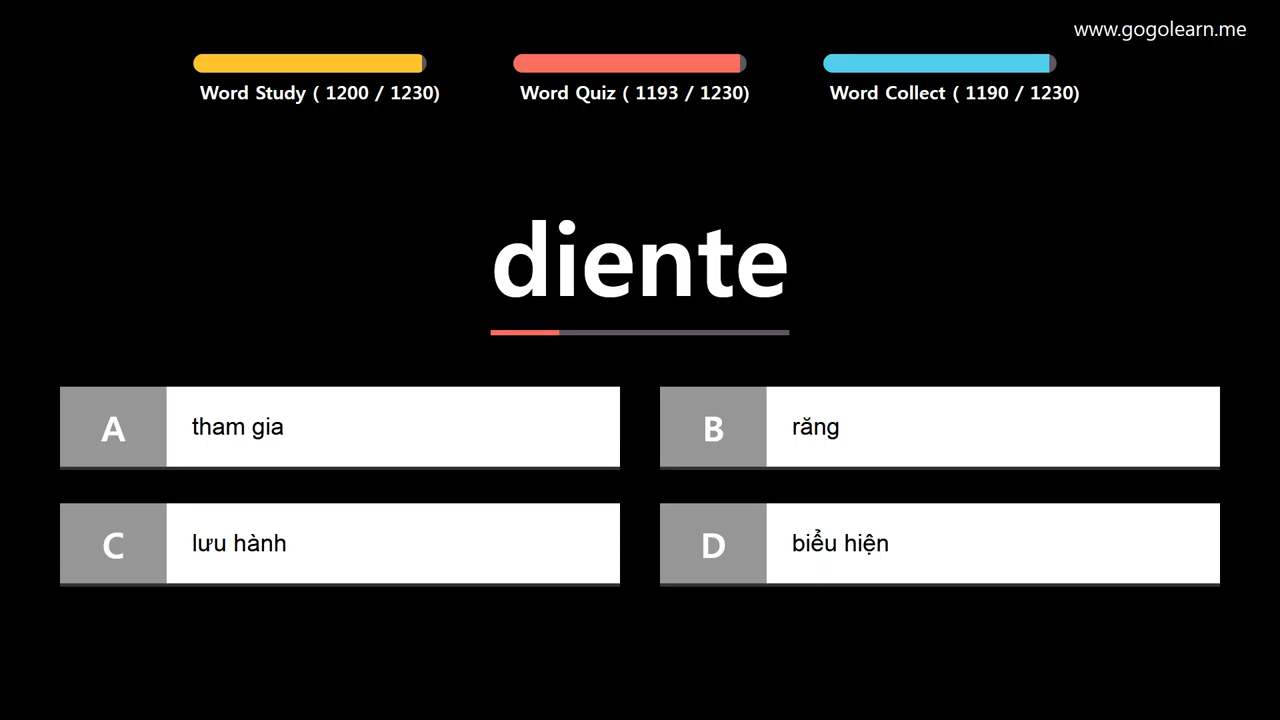 www.gogolearn.me
Word Study ( 1200 / 1230)
Word Quiz ( 1193 / 1230)
Word Collect ( 1190 / 1230)
diente
A
tham gia
B
răng
C
lưu hành
D
biểu hiện